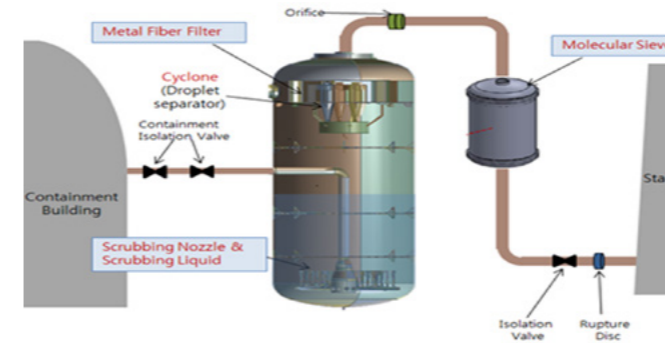 Orifice
Metal Fiber Filter
Molecular Siev
Cyclone
(Droplet
separator)
Containment
Isolation Valve
Containment
Building
Sta
Scrubbing Nozzle &
Scrubbing Liquid
Isolation
Valve
Rupture
Disc